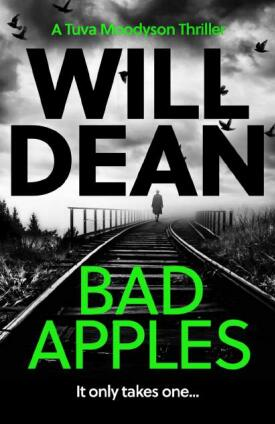 A Tuva Moodyson Thriller
WILL
DEAN
BAD
APPLES
It only takes one...